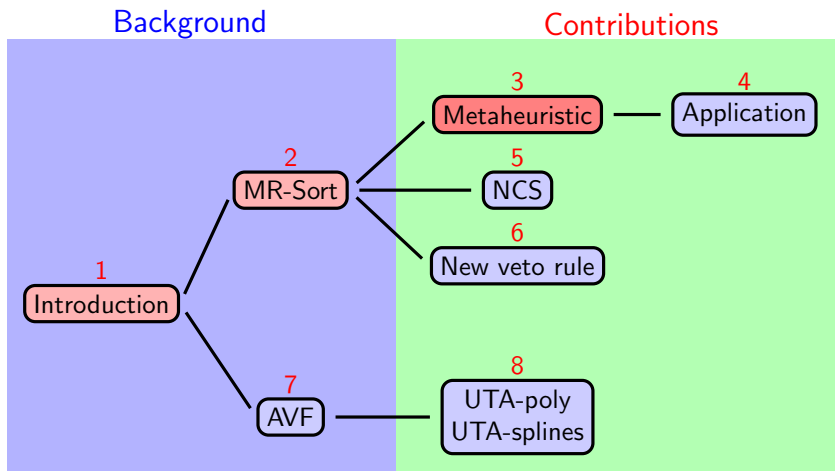 Background
Contributions
1
Introduction
2
MR-Sort
3
Metaheuristic
4
Application
5
NCS
6
New veto rule
7
AVF
8
UTA-poly
UTA-splines